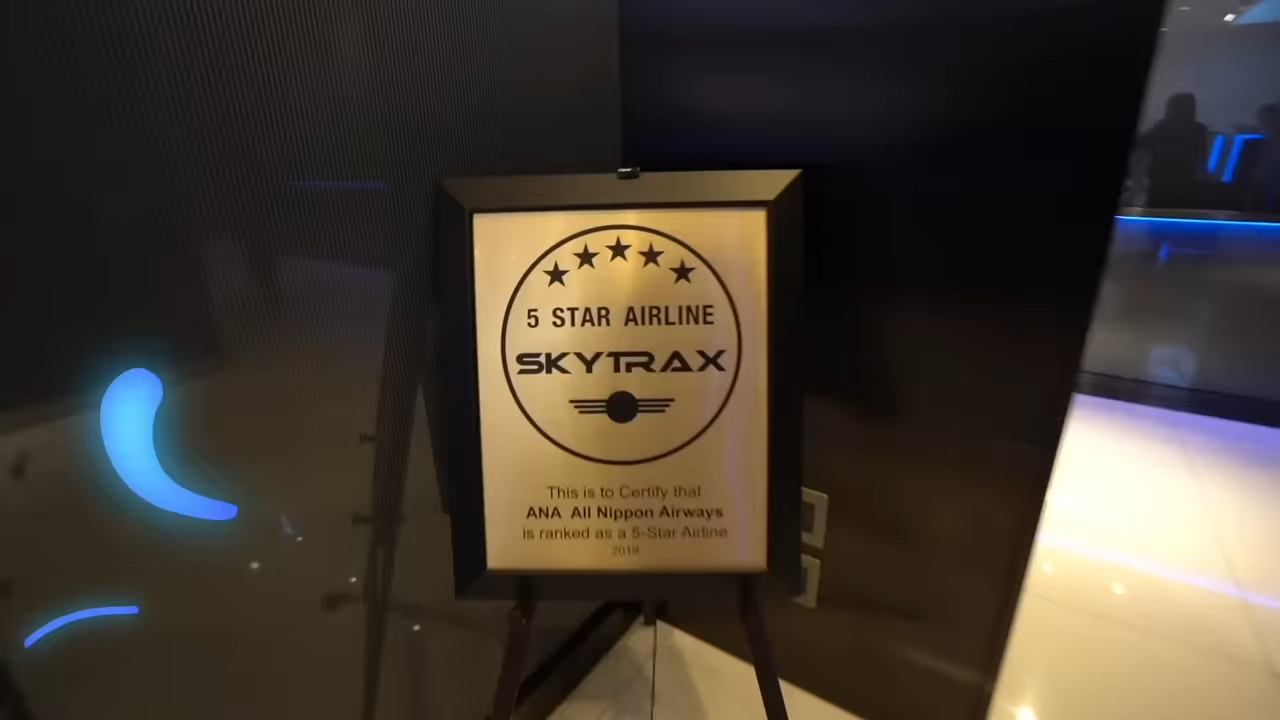 5 STAR AIRLINE
SKYTRAX
This is to Certify that
ANA All Nippon Airways
is ranked as a 5-Star Airline
2018